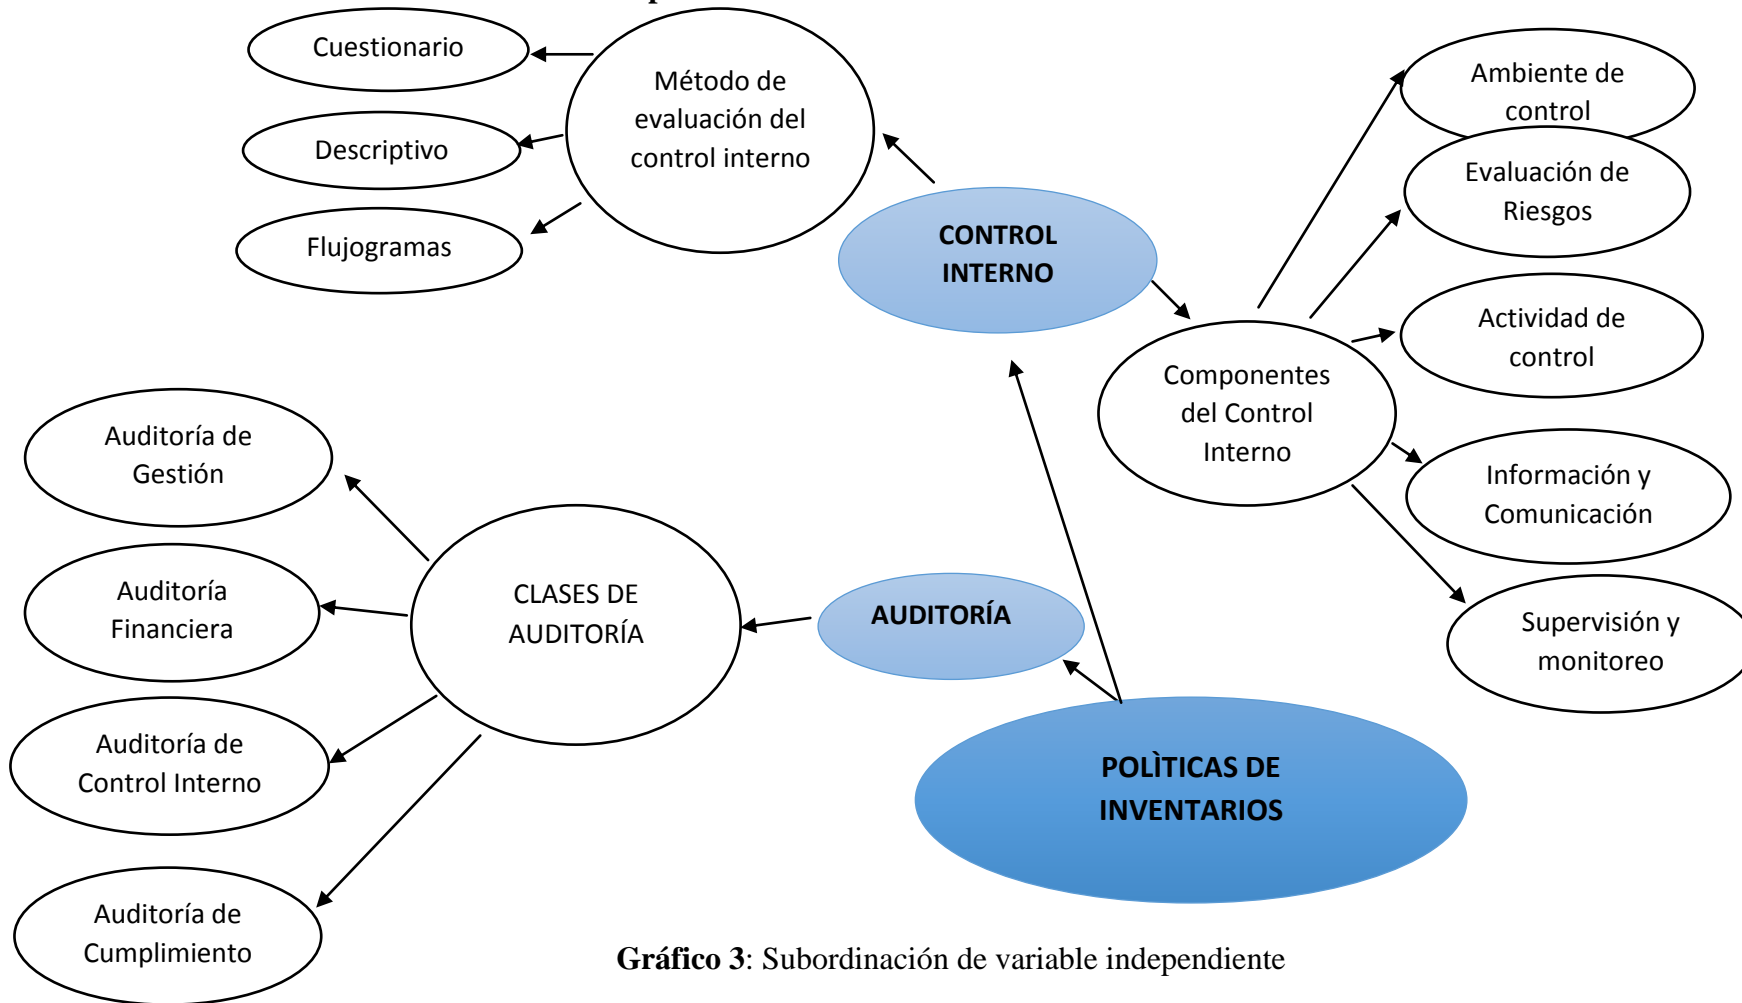 Cuestionario
Descriptivo
Flujogramas
Método de
evaluación del
control interno
CONTROL
INTERNO
Ambiente de
control
Evaluación de
Riesgos
Actividad de
control
Información y
Comunicación
Supervisión y
monitoreo
Componentes
del Control
Interno
Auditoría de
Gestión
Auditoría
Financiera
Auditoría de
Control Interno
Auditoría de
Cumplimiento
CLASES DE
AUDITORÍA
AUDITORÍA
POLÌTICAS DE
INVENTARIOS
Gráfico 3: Subordinación de variable independiente